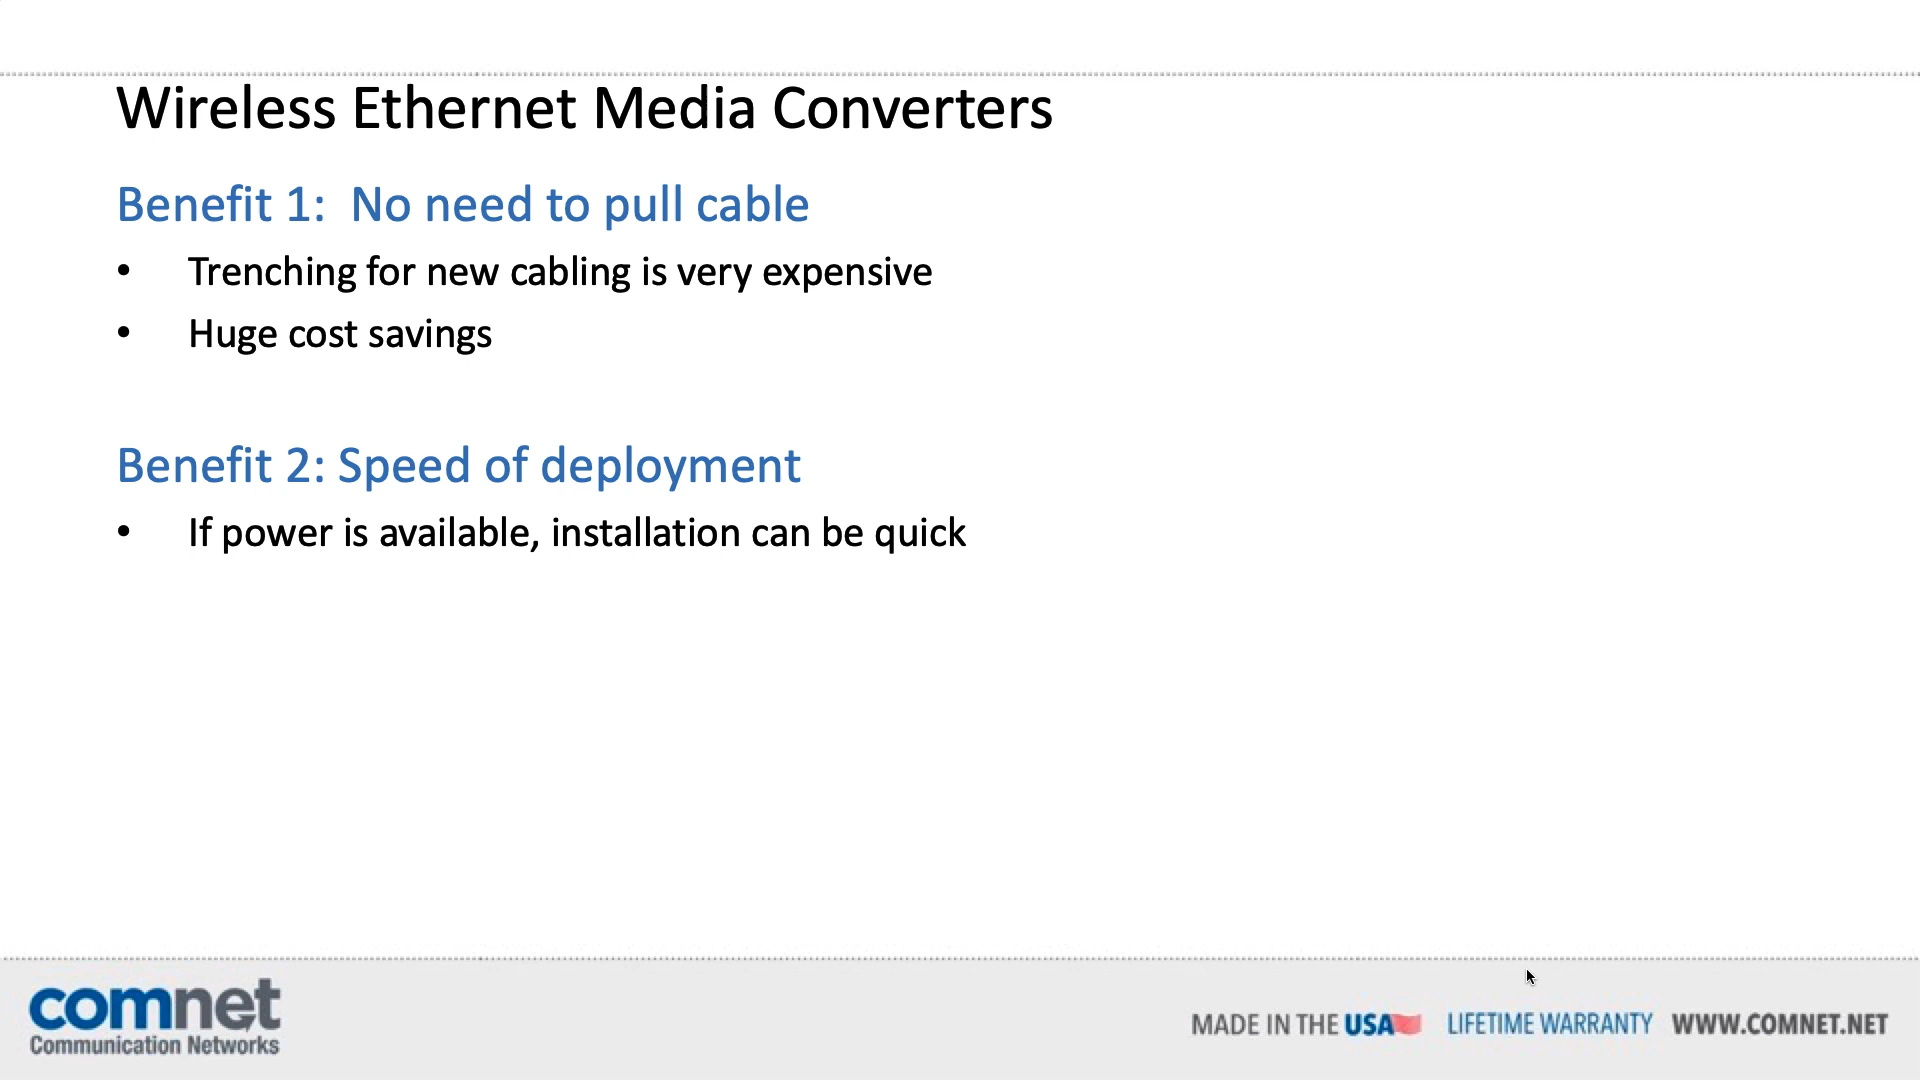 Wireless Ethernet Media Converters
Benefit 1:  No need to pull cable
• Trenching for new cabling is very expensive
• Huge cost savings
Benefit 2: Speed of deployment
• If power is available, installation can be quick
comnet
Communication Networks
MADE IN THE USA LIFETIME WARRANTY WWW.COMNET.NET